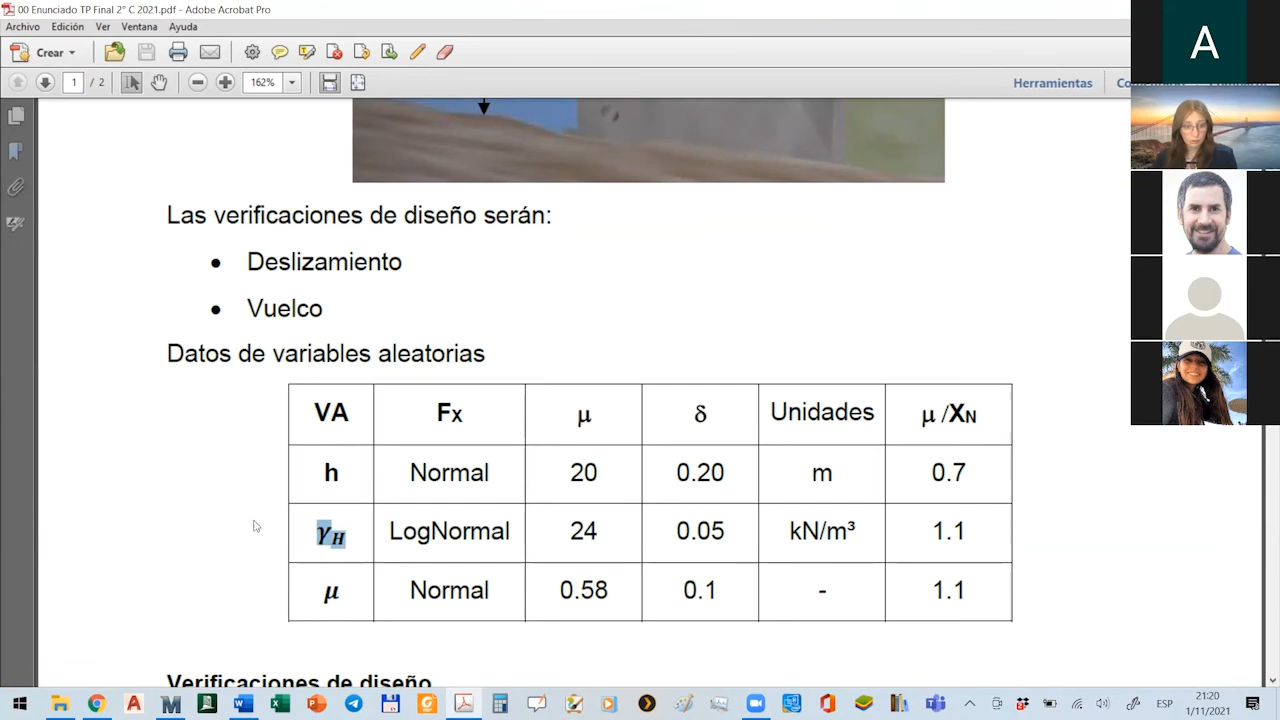 00 Enunciado TP Final 2° C 2021.pdf - Adobe Acrobat Pro
Archivo Edición Ver Ventana Ayuda
Crear
1 / 2 162% Herramientas
A
Las verificaciones de diseño serán:
• Deslizamiento
• Vuelco
Datos de variables aleatorias
VA FX μ δ Unidades μ /XN
h Normal 20 0.20 m 0.7
γH LogNormal 24 0.05 kN/m³ 1.1
μ Normal 0.58 0.1 - 1.1
Verificaciones de diseño
ESP 21:20
1/11/2021